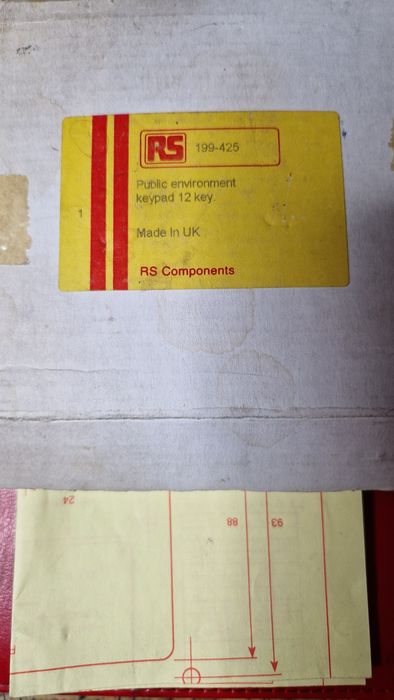 RS 199-425
Public environment
keypad 12 key.
1
Made In UK
RS Components
24
88
93